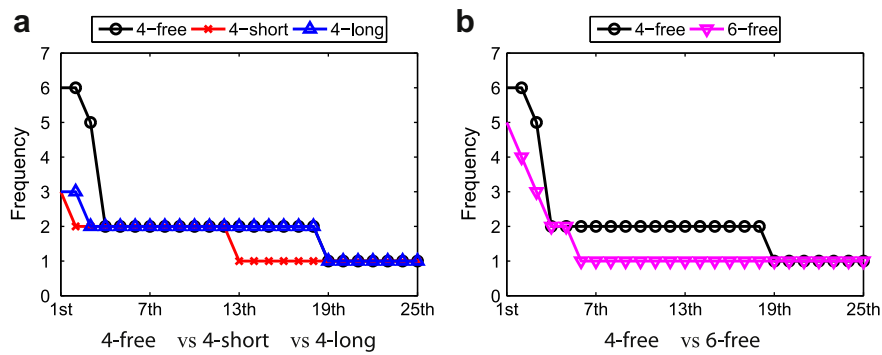 a
4-free 4-short 4-long
Frequency
7
6
5
4
3
2
1
0
1st 7th 13th 19th 25th
4-free vs 4-short vs 4-long
b
4-free 6-free
Frequency
7
6
5
4
3
2
1
0
1st 7th 13th 19th 25th
4-free vs 6-free